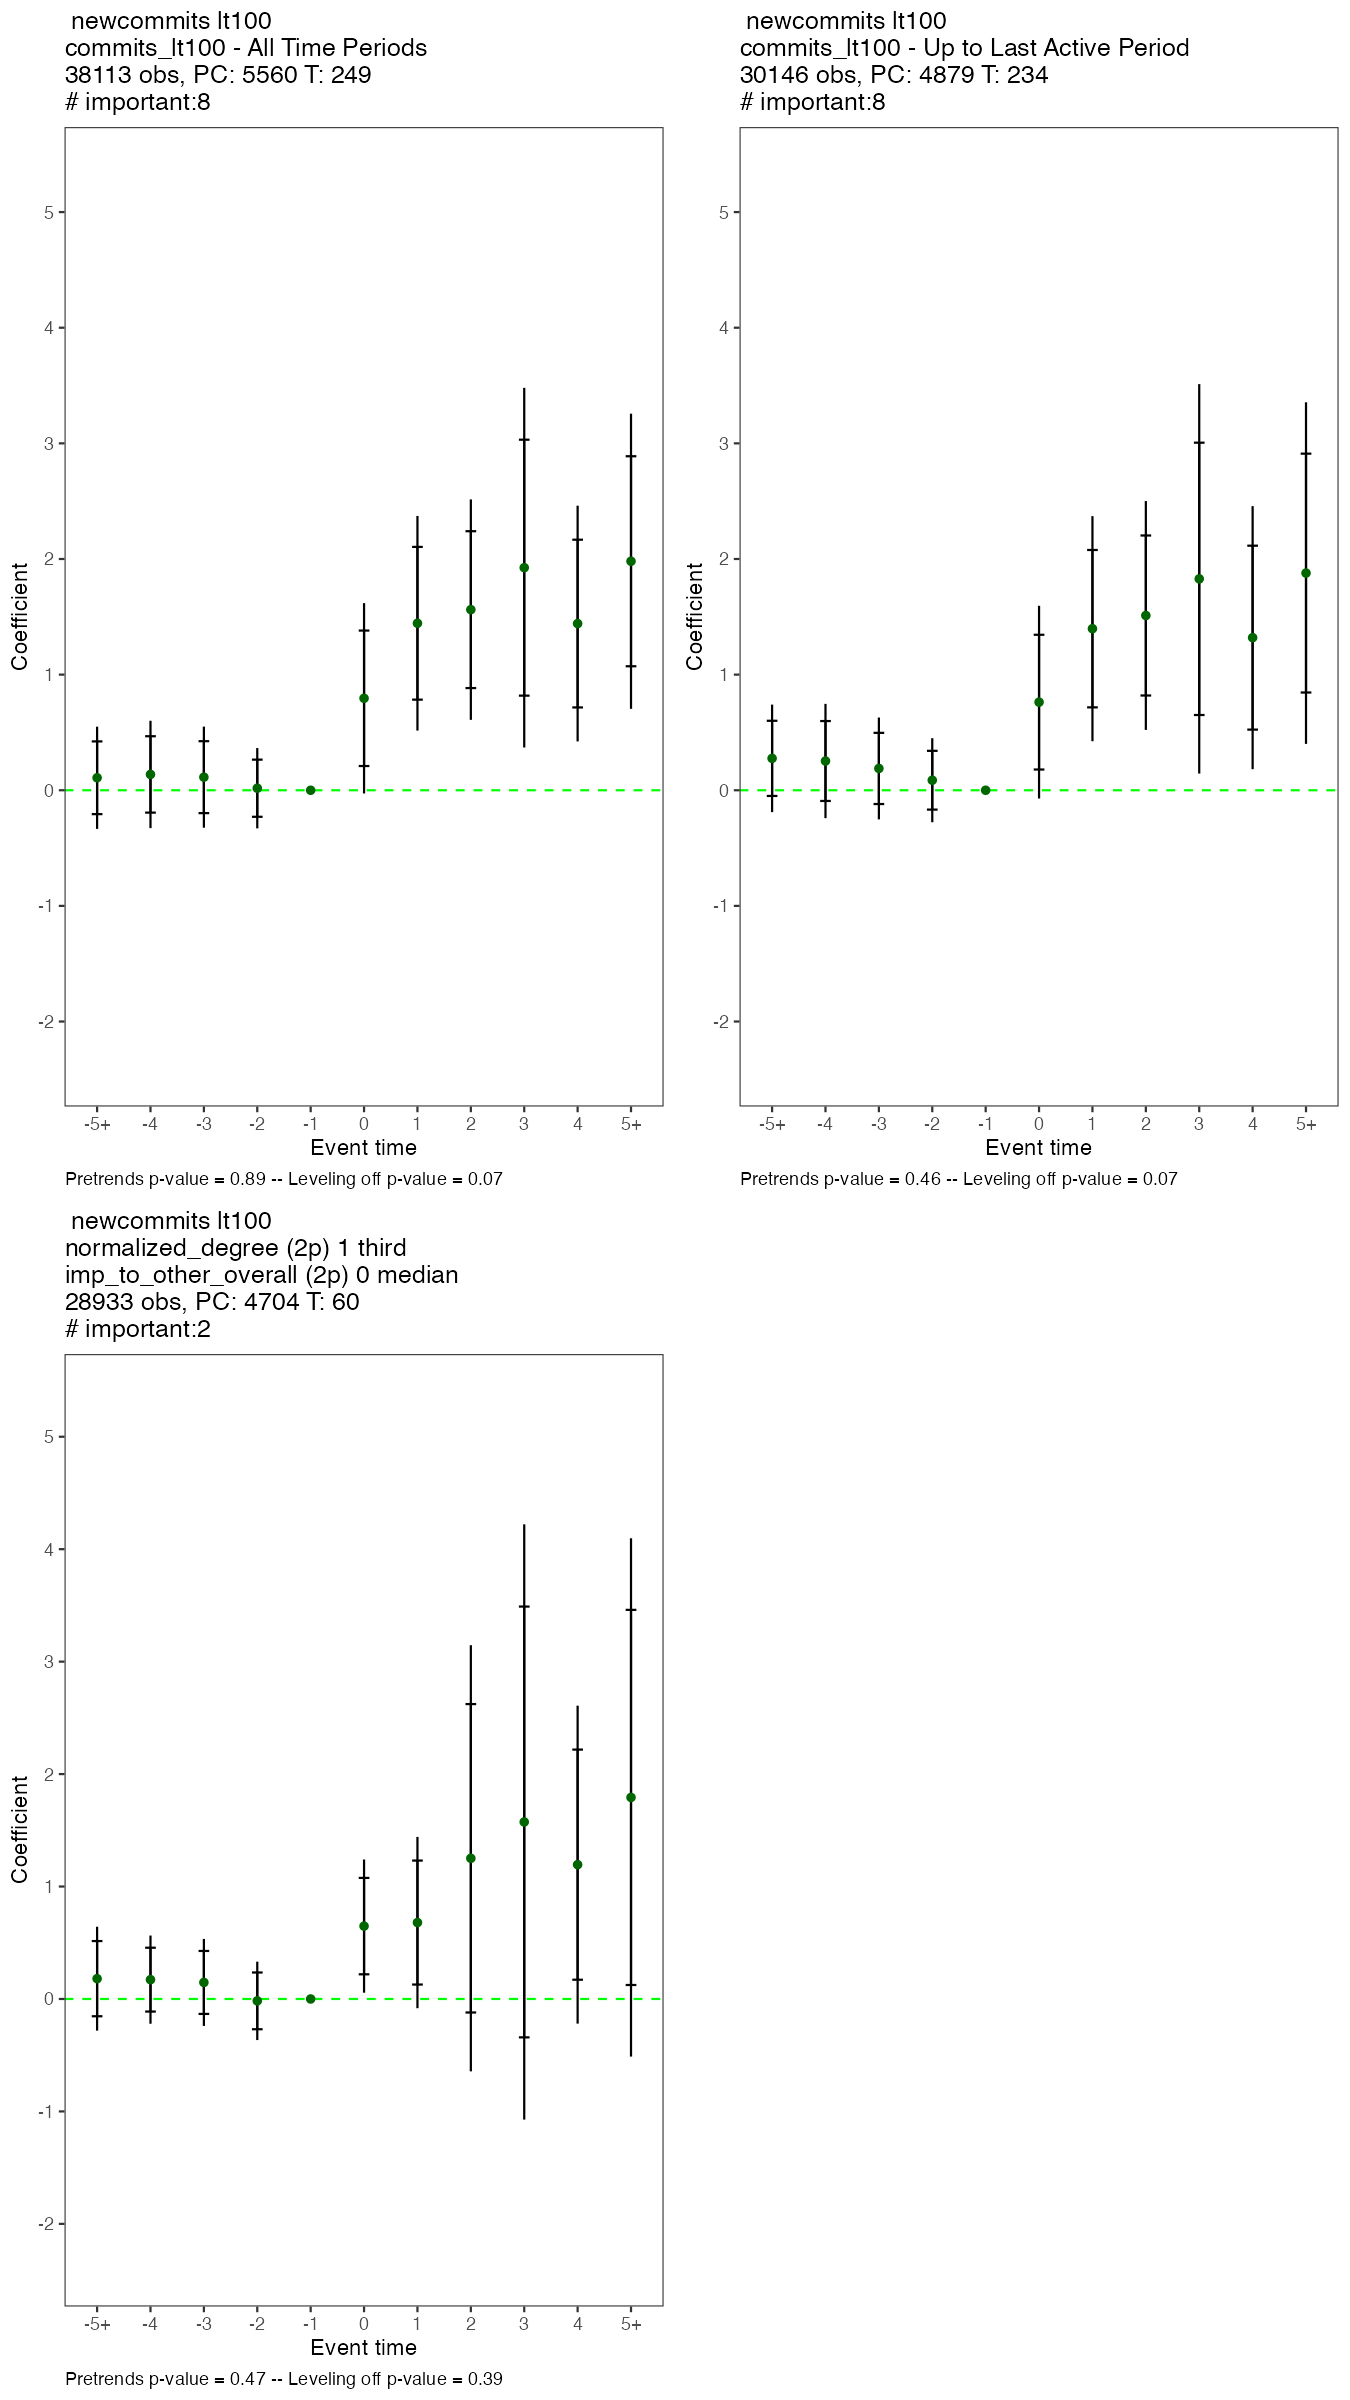 newcommits lt100
commits_lt100 - All Time Periods
38113 obs, PC: 5560 T: 249
# important:8
5
4
3
2
1
0
-1
-2
Coefficient
-5+ -4 -3 -2 -1 0 1 2 3 4 5+
Event time
Pretrends p-value = 0.89 -- Leveling off p-value = 0.07
newcommits lt100
commits_lt100 - Up to Last Active Period
30146 obs, PC: 4879 T: 234
# important:8
5
4
3
2
1
0
-1
-2
Coefficient
-5+ -4 -3 -2 -1 0 1 2 3 4 5+
Event time
Pretrends p-value = 0.46 -- Leveling off p-value = 0.07
newcommits lt100
normalized_degree (2p) 1 third
imp_to_other_overall (2p) 0 median
28933 obs, PC: 4704 T: 60
# important:2
5
4
3
2
1
0
-1
-2
Coefficient
-5+ -4 -3 -2 -1 0 1 2 3 4 5+
Event time
Pretrends p-value = 0.47 -- Leveling off p-value = 0.39